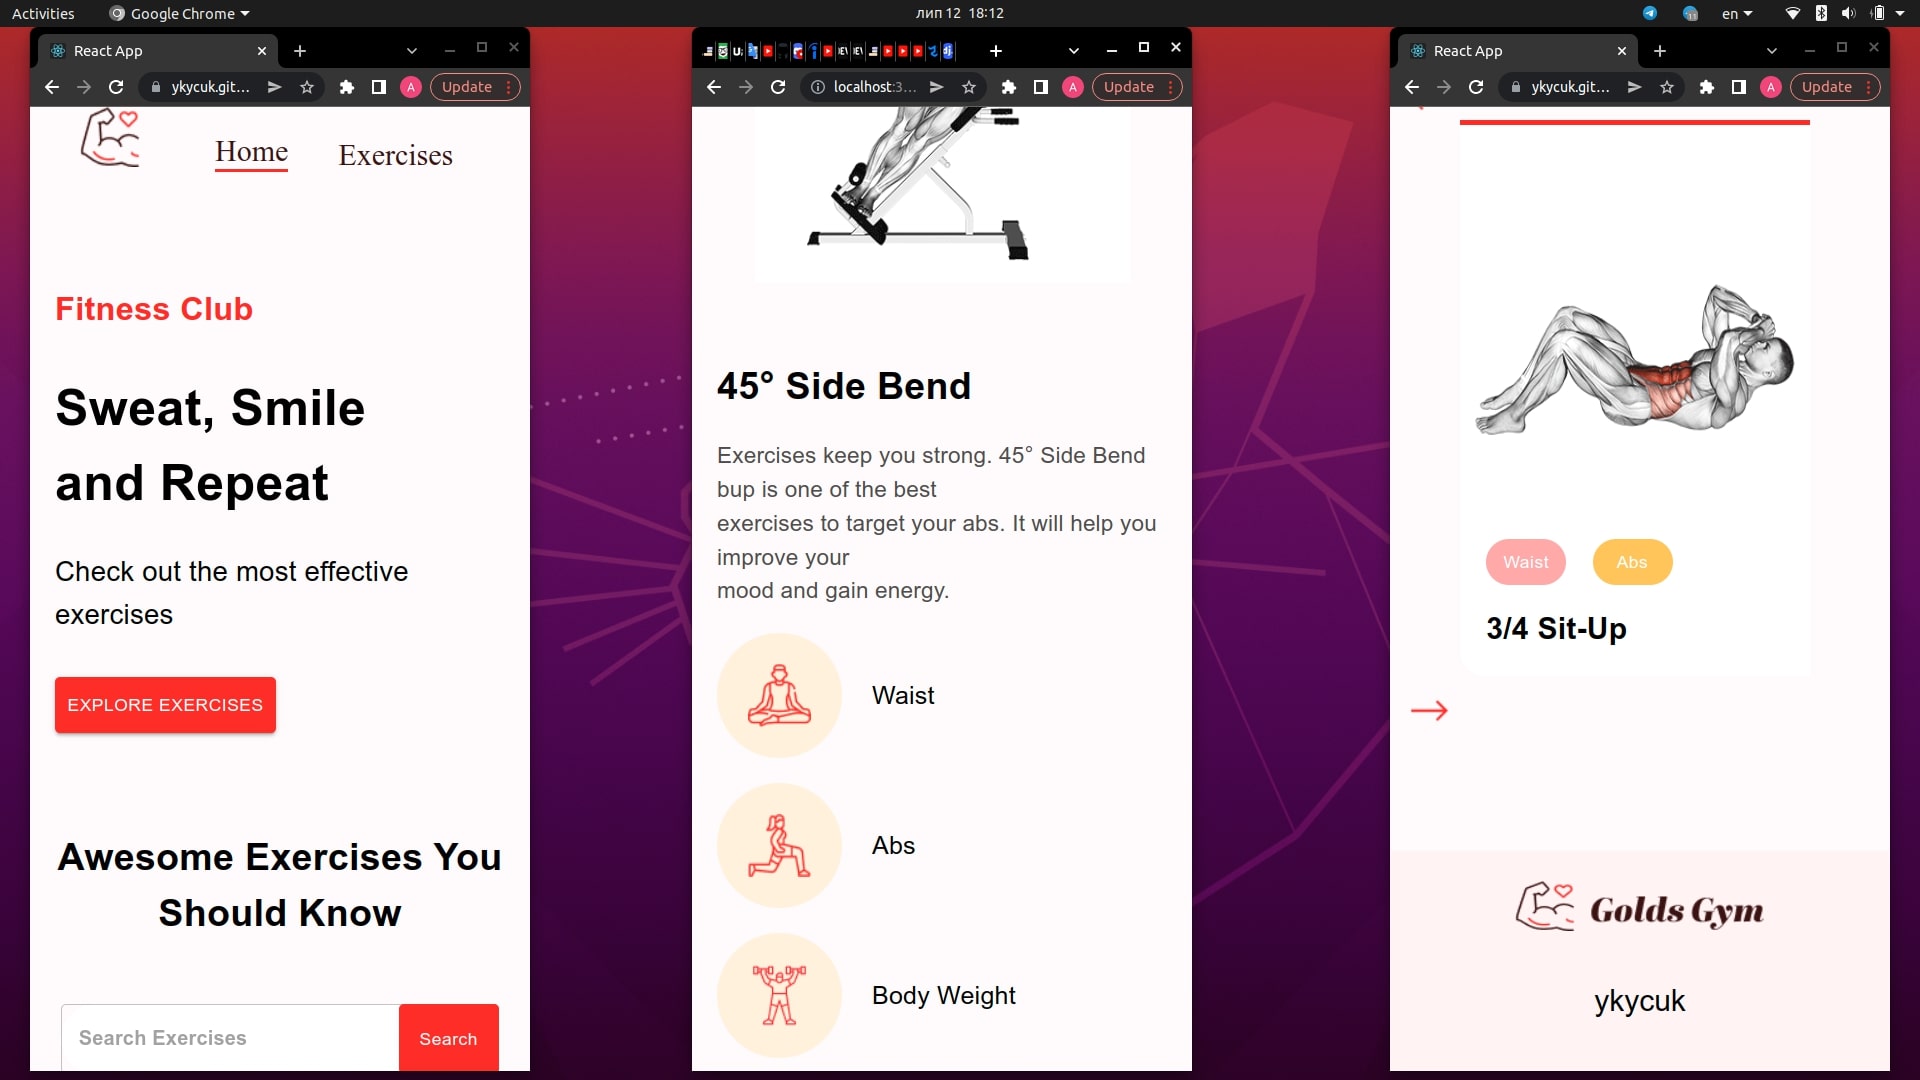 Activities
Google Chrome
лип 12 18:12
en
React App
ykycuk.git...
A
Update
Home
Exercises
Fitness Club
Sweat, Smile
and Repeat
Check out the most effective
exercises
EXPLORE EXERCISES
Awesome Exercises You
Should Know
Search Exercises
Search
localhost:3...
A
Update
45° Side Bend
Exercises keep you strong. 45° Side Bend
bup is one of the best
exercises to target your abs. It will help you
improve your
mood and gain energy.
Waist
Abs
Body Weight
React App
ykycuk.git...
A
Update
Waist
Abs
3/4 Sit-Up
Golds Gym
ykycuk